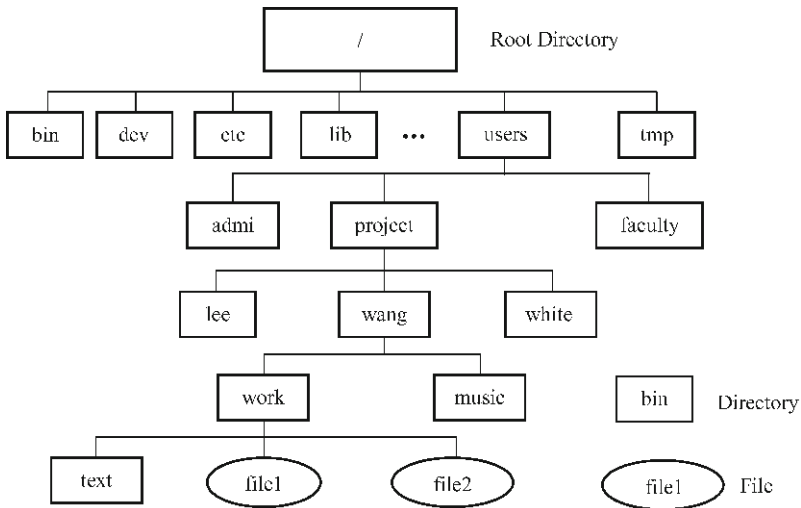 / Root Directory
bin dev etc lib ... users tmp
admi project faculty
lee wang white
work music bin Directory
text file1 file2 file1 File